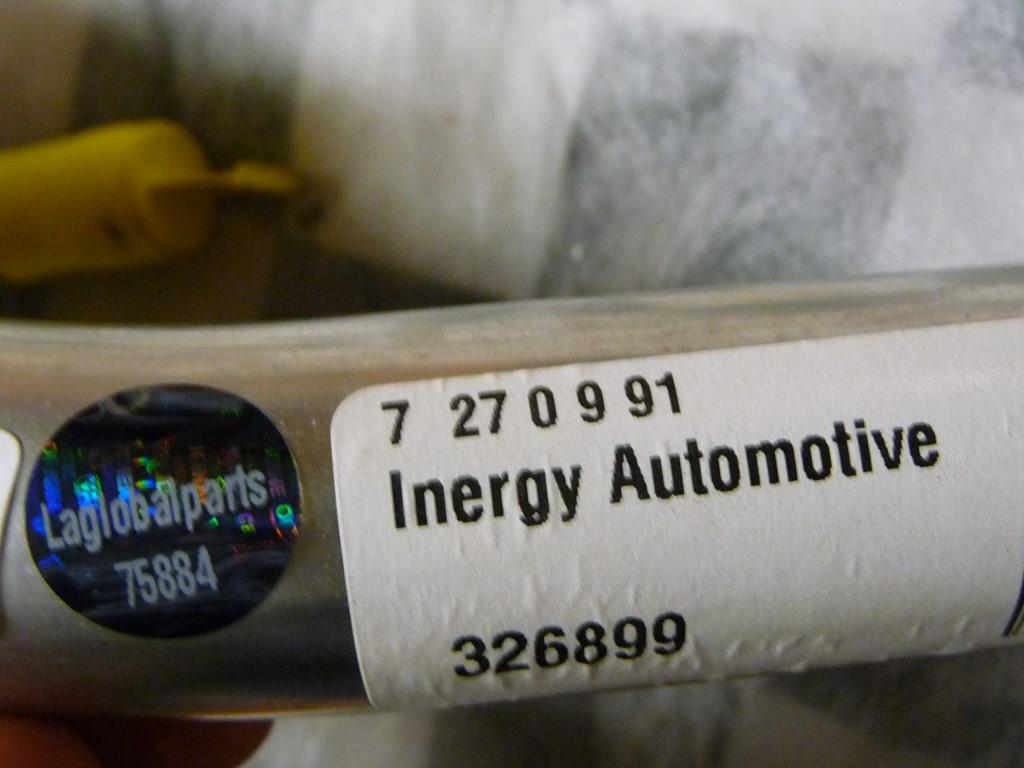 7 27 0 9 91
Inergy Automotive
326899
Laglobalparts
75884